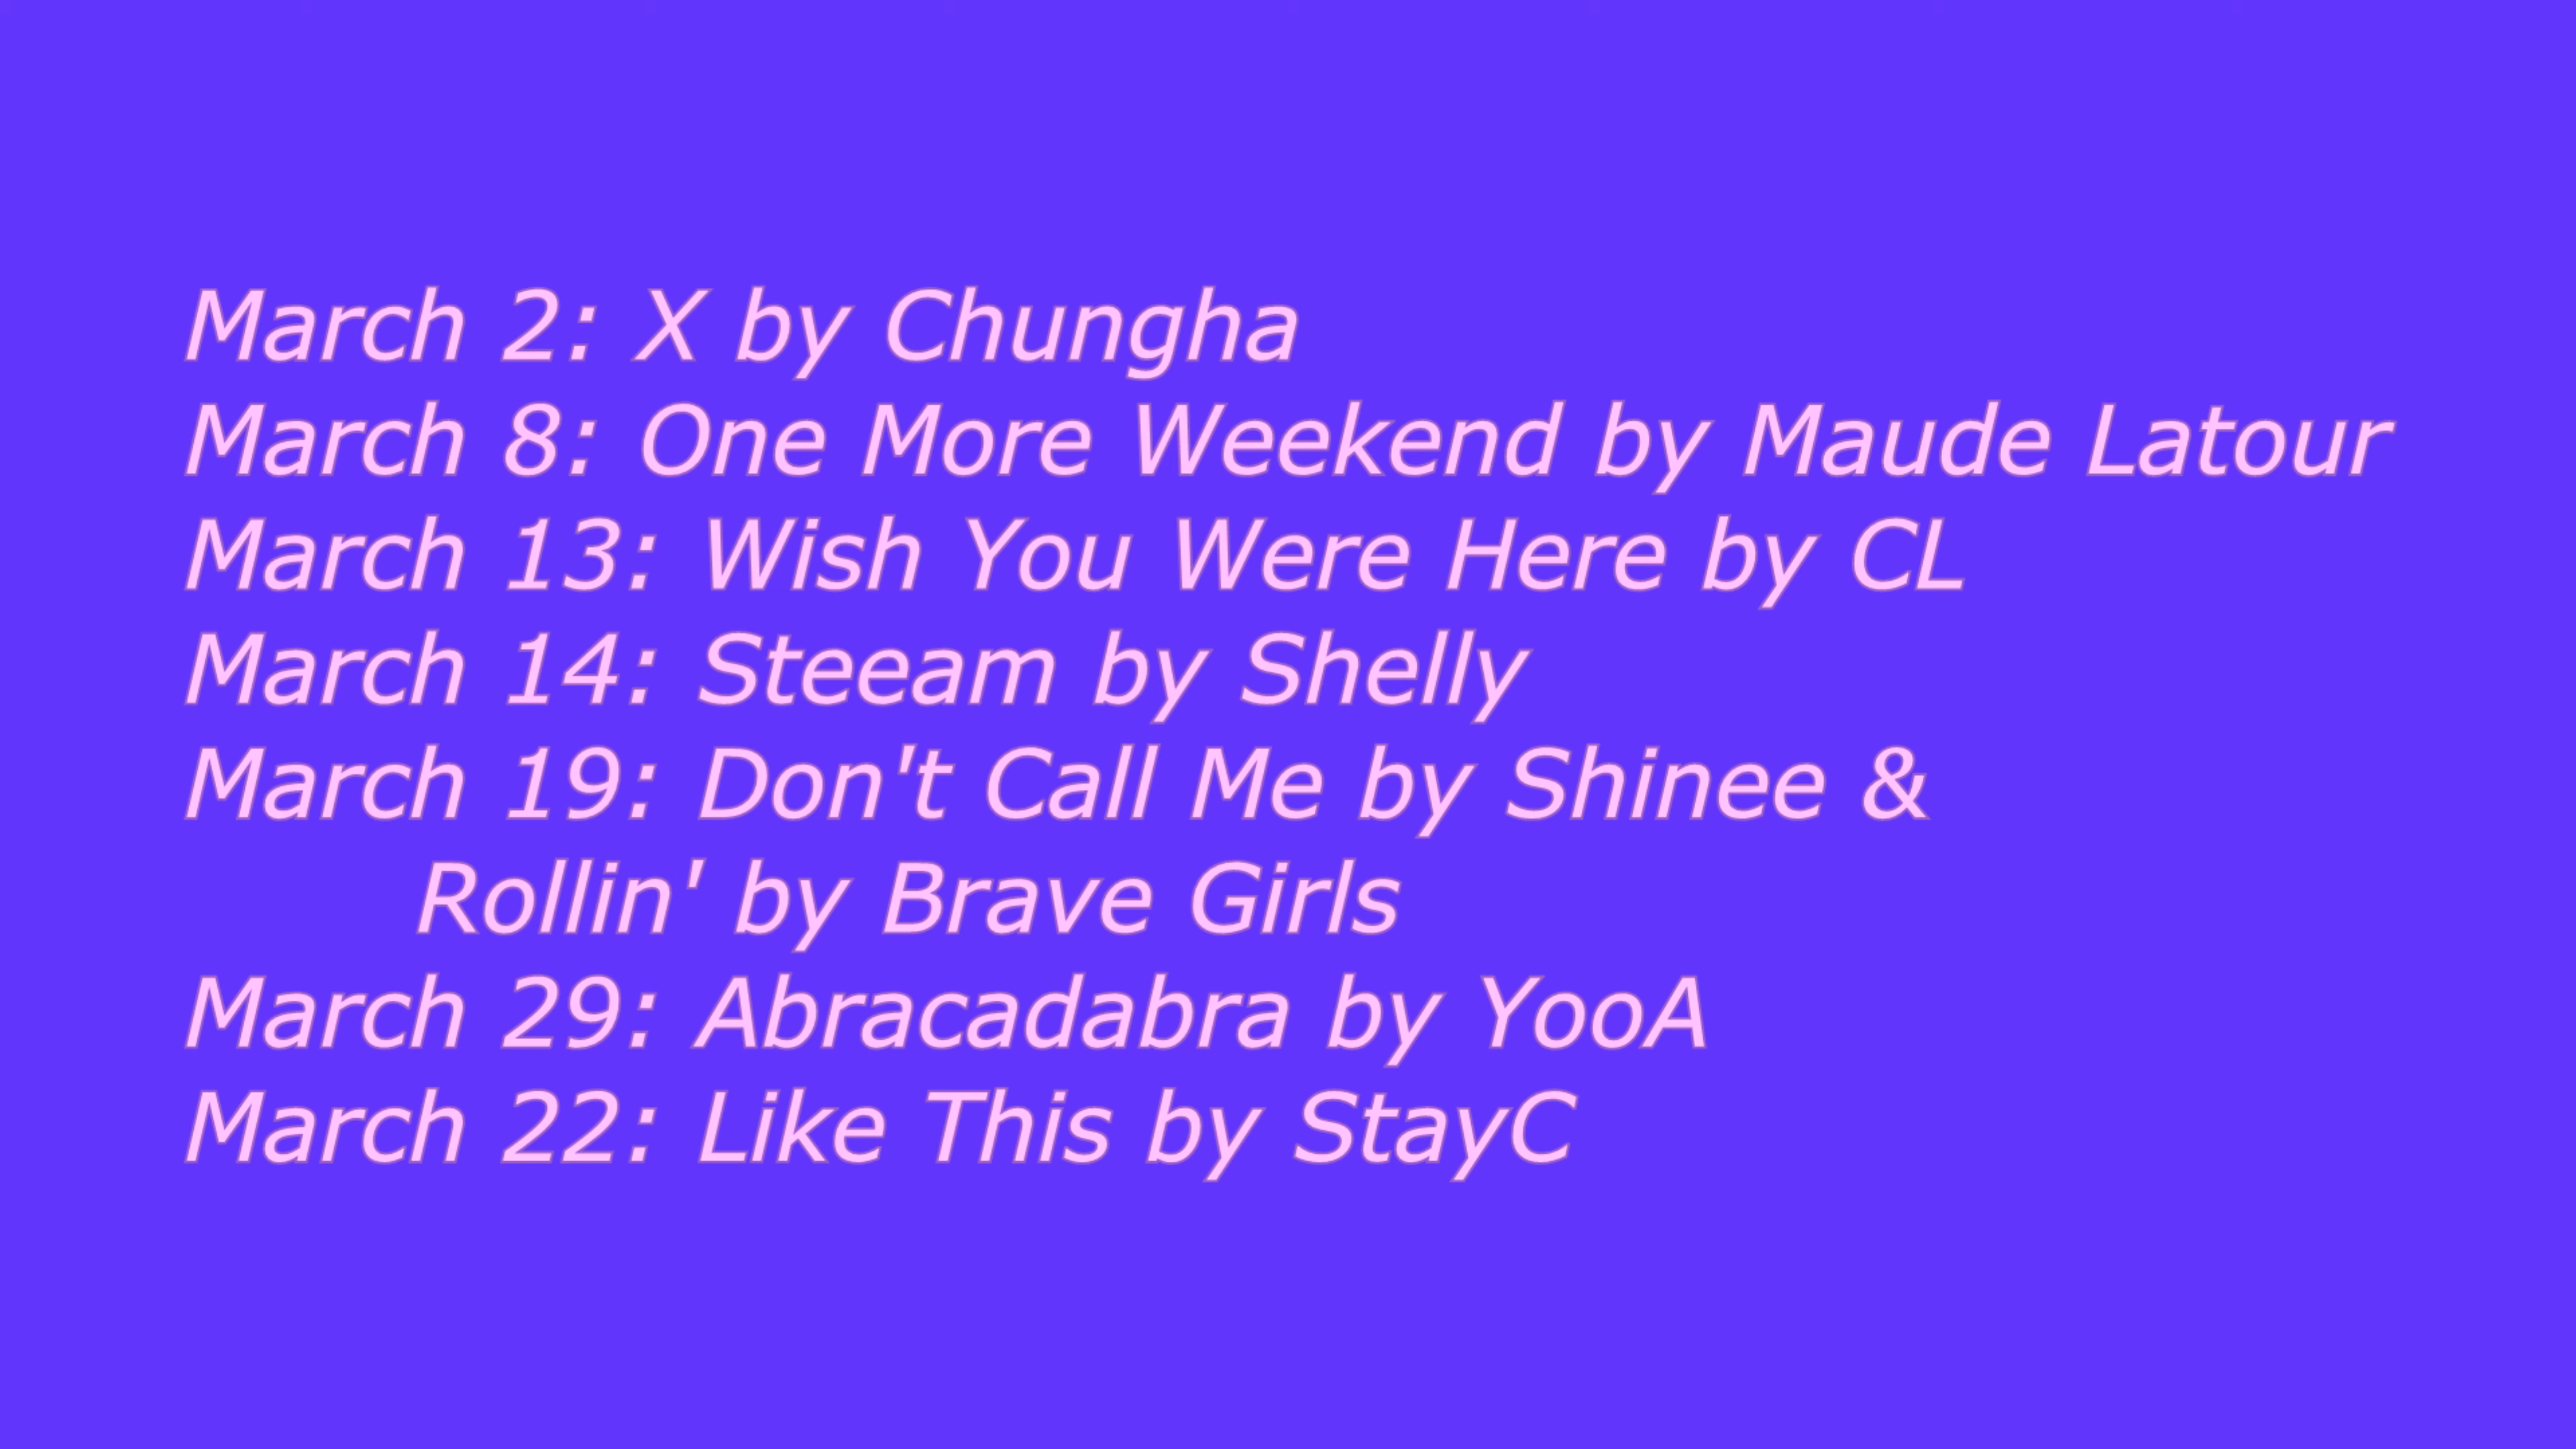 March 2: X by Chungha
March 8: One More Weekend by Maude Latour
March 13: Wish You Were Here by CL
March 14: Steeam by Shelly
March 19: Don't Call Me by Shinee &
Rollin' by Brave Girls
March 29: Abracadabra by YooA
March 22: Like This by StayC